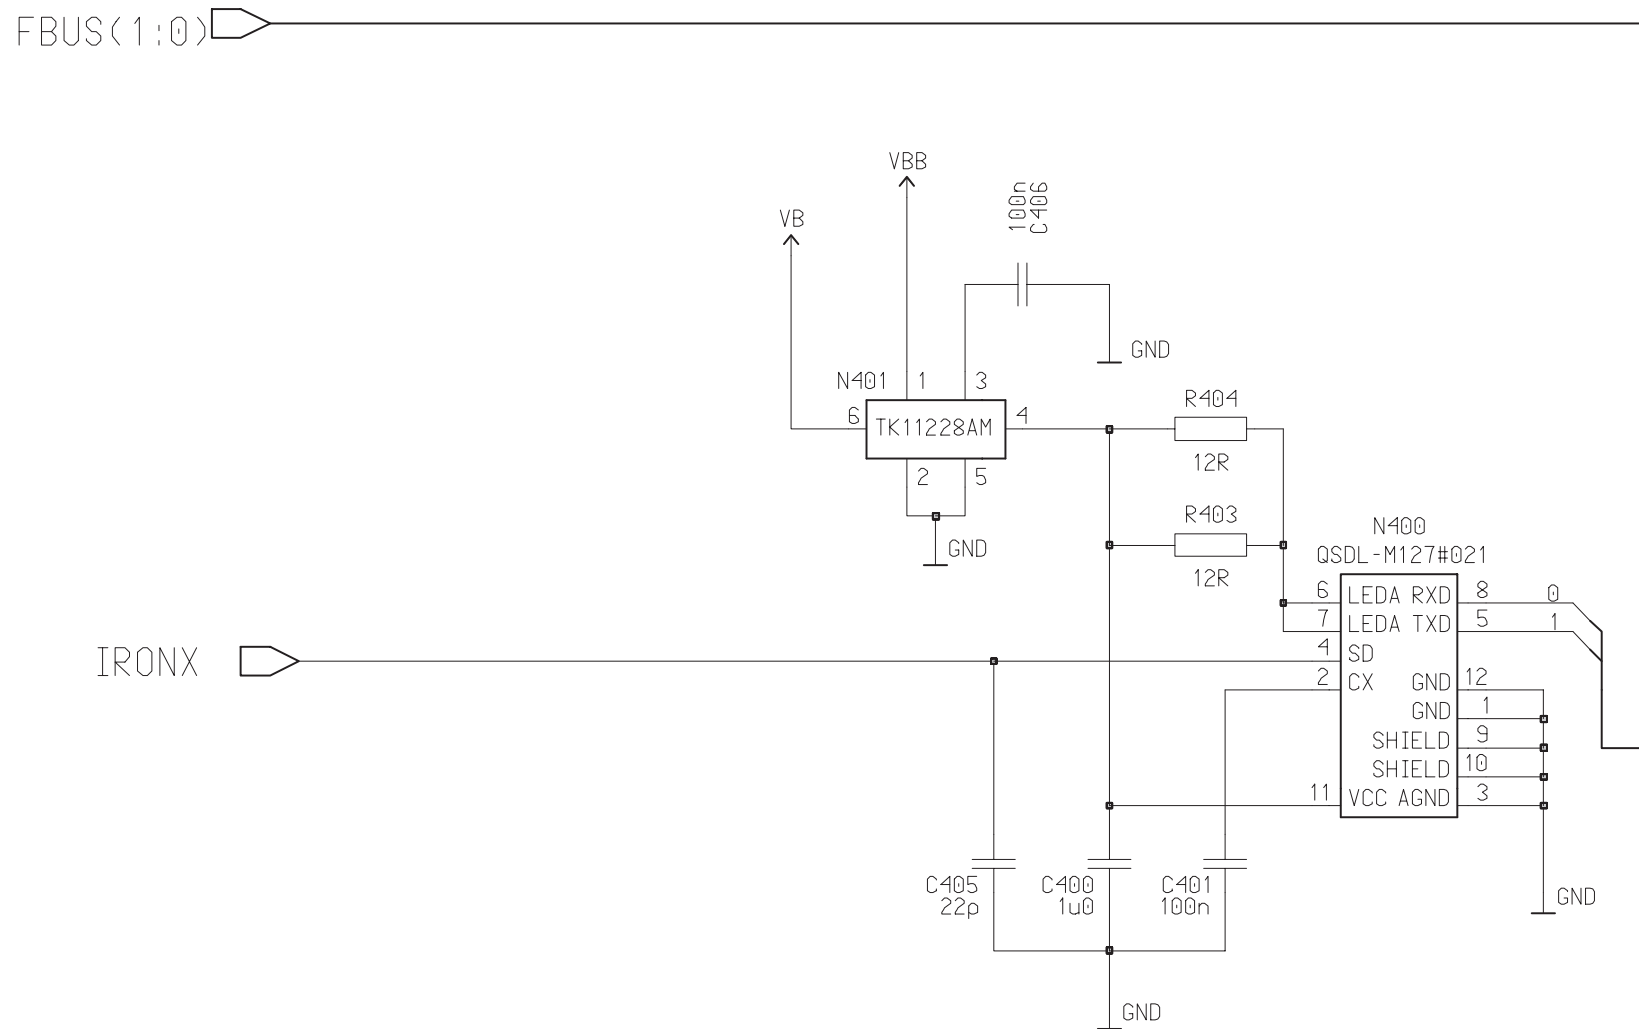 FBUS(1:0)
VBB
VB
100n
C406
GND
N401
1
3
6
TK11228AM
4
2
5
GND
R404
12R
R403
12R
N400
QSDL-M127#021
6
LEDA RXD
8
0
7
LEDA TXD
5
1
IRONX
4
SD
2
CX
GND
12
GND
1
SHIELD
9
SHIELD
10
11
VCC AGND
3
C405
22p
C400
1u0
C401
100n
GND
GND